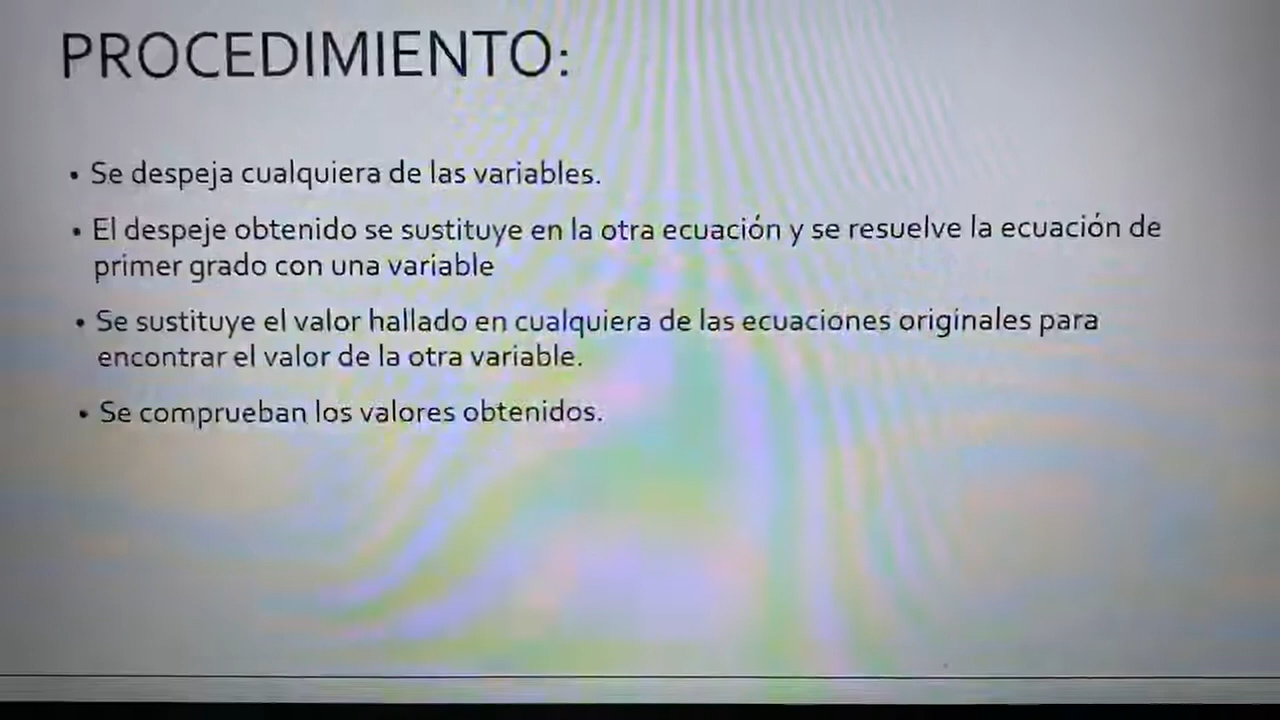 PROCEDIMIENTO:
• Se despeja cualquiera de las variables.
• El despeje obtenido se sustituye en la otra ecuación y se resuelve la ecuación de
primer grado con una variable
• Se sustituye el valor hallado en cualquiera de las ecuaciones originales para
encontrar el valor de la otra variable.
• Se comprueban los valores obtenidos.